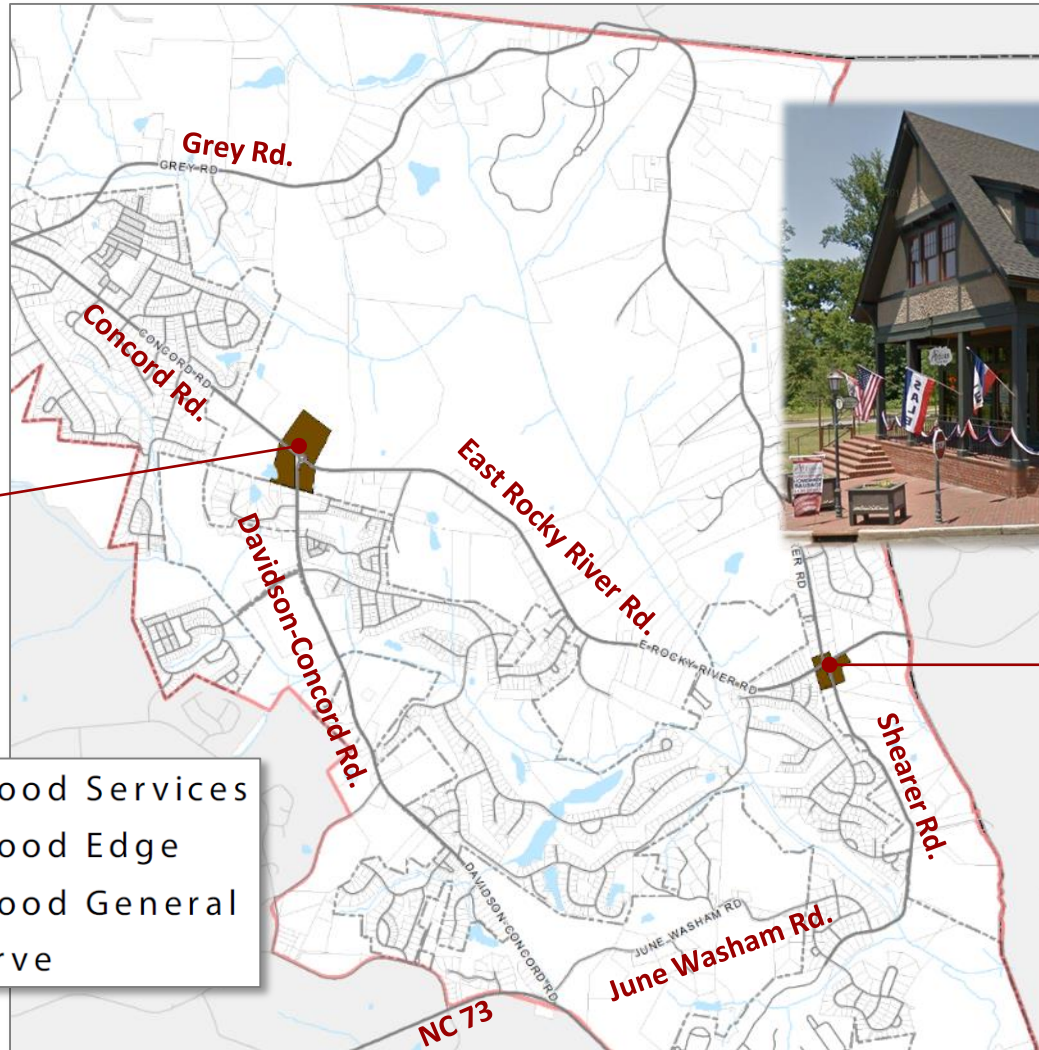 Grey Rd.
GREY RD
Concord Rd.
CONCORD RD
East Rocky River Rd.
Davidson-Concord Rd.
SALE
ER RD
E ROCKY RIVER RD
Shearer Rd.
ood Services
ood Edge
ood General
rve
DAVIDSON-CONCORD RD
JUNE WASHAM RD
June Washam Rd.
NC 73